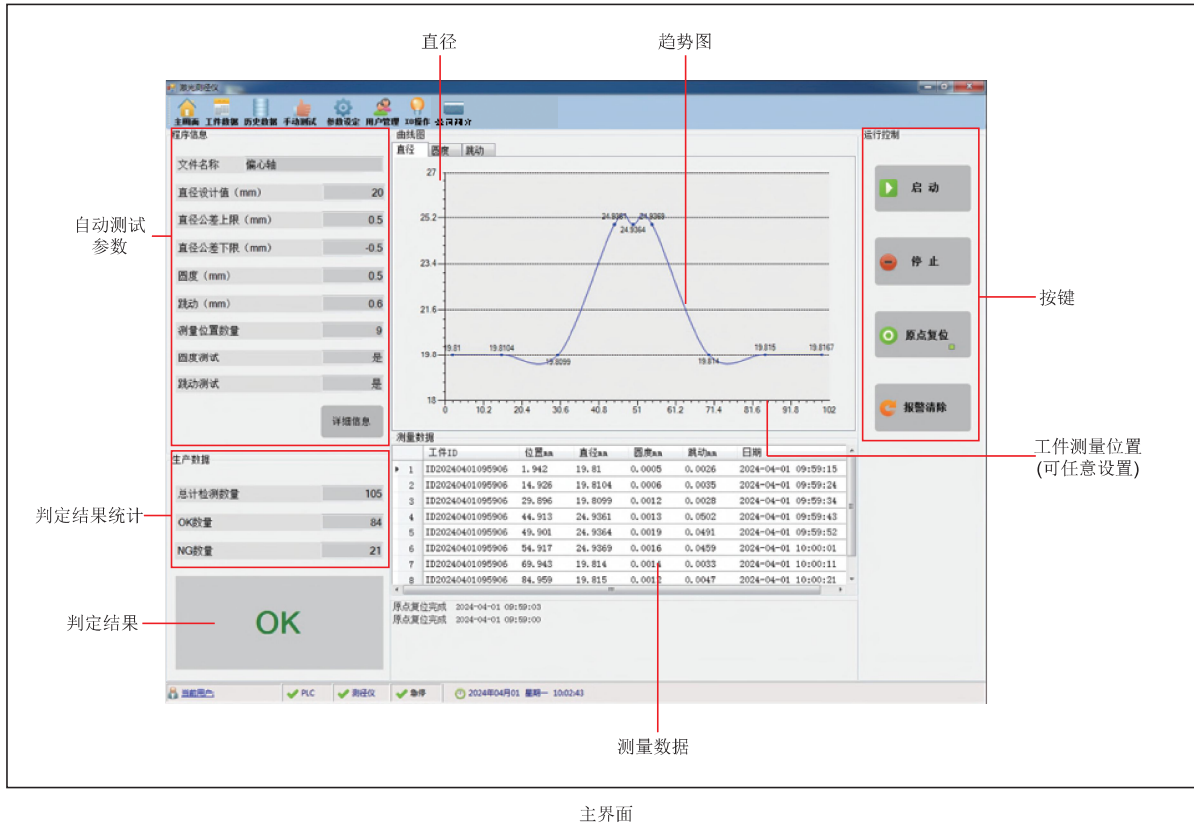 直径
趋势图
激光测径仪
主画面 工件数据 历史数据 手动测试 参数设定 用户管理 IO操作 公司简介
程序信息
文件名称 偏心轴
直径设计值（mm） 20
直径公差上限（mm） 0.5
直径公差下限（mm） -0.5
圆度（mm） 0.5
跳动（mm） 0.6
测量位置数量 9
圆度测试 是
跳动测试 是
详细信息
自动测试
参数
曲线图
直径 圆度 跳动
27
25.2
23.4
21.6
19.8
18
24.9361 24.9369
24.9364
19.81 19.8104 19.815 19.8167
19.8099 19.814
0 10.2 20.4 30.6 40.8 51 61.2 71.4 81.6 91.8 102
运行控制
启 动
停 止
原点复位
报警清除
按键
工件测量位置
(可任意设置)
生产数据
总计检测数量 105
OK数量 84
NG数量 21
判定结果统计
测量数据
工件ID 位置mm 直径mm 圆度mm 跳动mm 日期
1 ID20240401095906 1.942 19.81 0.0005 0.0026 2024-04-01 09:59:15
2 ID20240401095906 14.926 19.8104 0.0006 0.0035 2024-04-01 09:59:24
3 ID20240401095906 29.896 19.8099 0.0012 0.0028 2024-04-01 09:59:34
4 ID20240401095906 44.913 24.9361 0.0013 0.0502 2024-04-01 09:59:43
5 ID20240401095906 49.901 24.9364 0.0019 0.0491 2024-04-01 09:59:52
6 ID20240401095906 54.917 24.9369 0.0016 0.0459 2024-04-01 10:00:01
7 ID20240401095906 69.943 19.814 0.0014 0.0033 2024-04-01 10:00:11
8 ID20240401095906 84.959 19.815 0.0012 0.0047 2024-04-01 10:00:21
原点复位完成 2024-04-01 09:59:03
原点复位完成 2024-04-01 09:59:00
判定结果
OK
当前用户: PLC 测径仪 急停 2024年04月01 星期一 10:02:43
测量数据
主界面